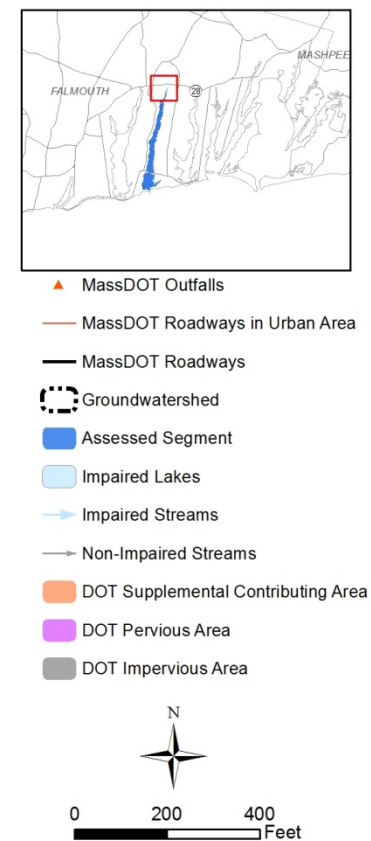 MASHPEE
FALMOUTH
28
MassDOT Outfalls
MassDOT Roadways in Urban Area
MassDOT Roadways
Groundwatershed
Assessed Segment
Impaired Lakes
Impaired Streams
Non-Impaired Streams
DOT Supplemental Contributing Area
DOT Pervious Area
DOT Impervious Area
N
0 200 400
Feet